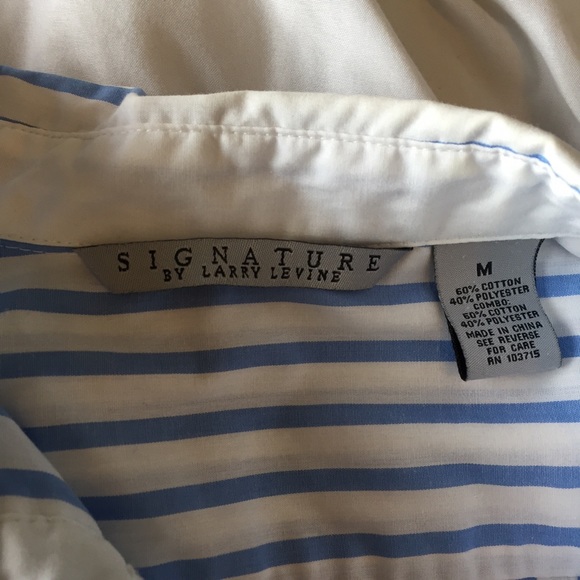 SIGNATURE
BY LARRY LEVINE
M
60% COTTON
40% POLYESTER
COMBO:
60% COTTON
40% POLYESTER
MADE IN CHINA
SEE REVERSE
FOR CARE
RN 103715